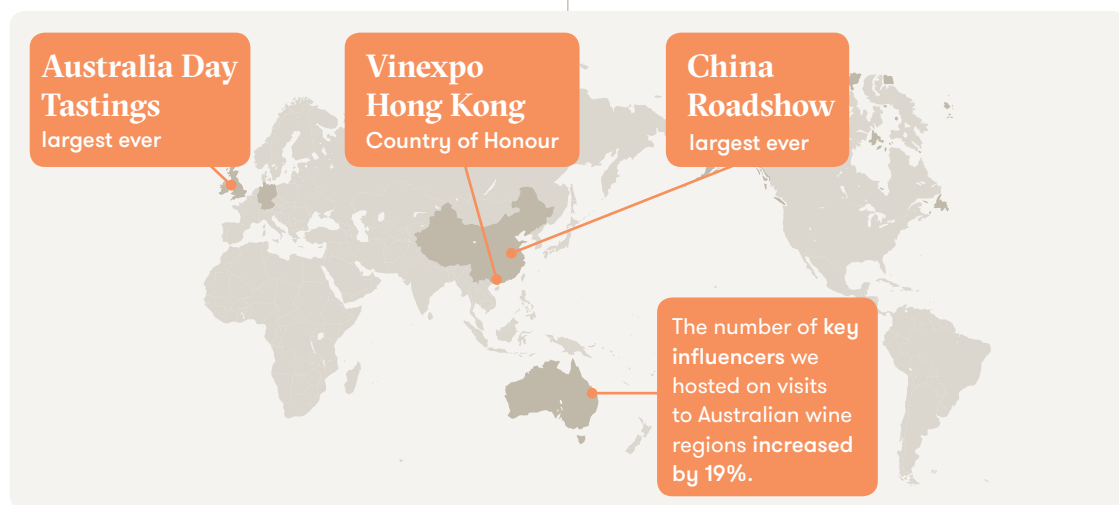 Australia Day
Tastings
largest ever
Vinexpo
Hong Kong
Country of Honour
China
Roadshow
largest ever
The number of key
influencers we
hosted on visits
to Australian wine
regions increased
by 19%.